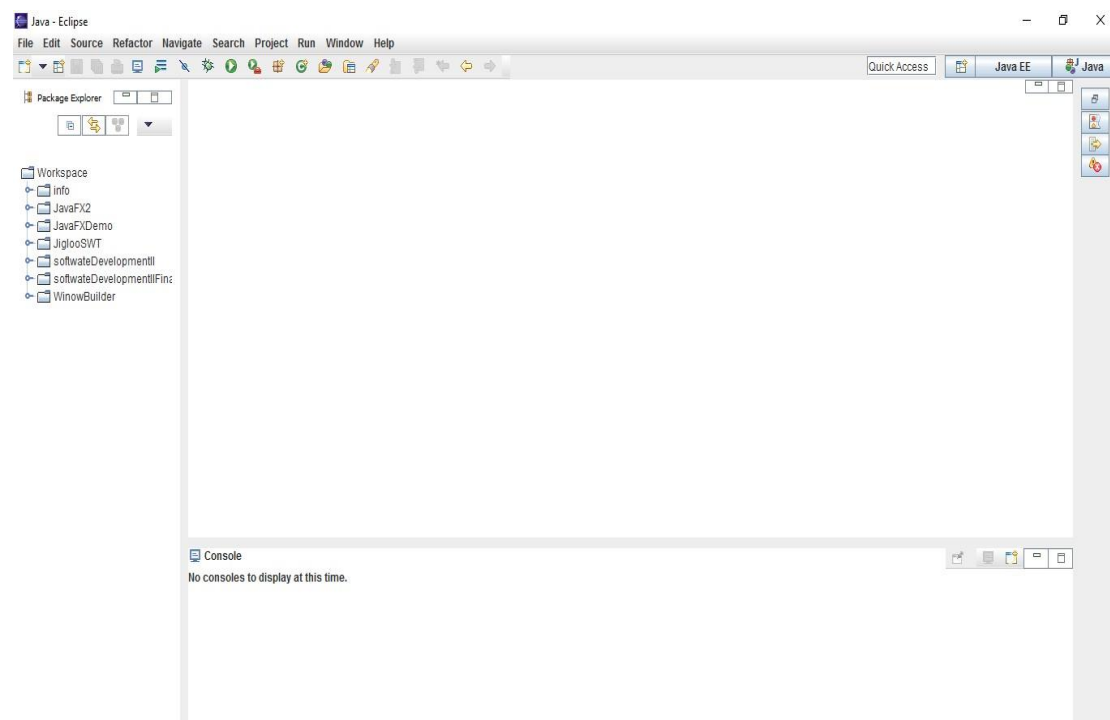 Java - Eclipse
File Edit Source Refactor Navigate Search Project Run Window Help
Quick Access Java EE Java
Package Explorer
Workspace
info
JavaFX2
JavaFXDemo
JiglooSWT
softwateDevelopmentII
softwateDevelopmentIIFina
WinowBuilder
Console
No consoles to display at this time.